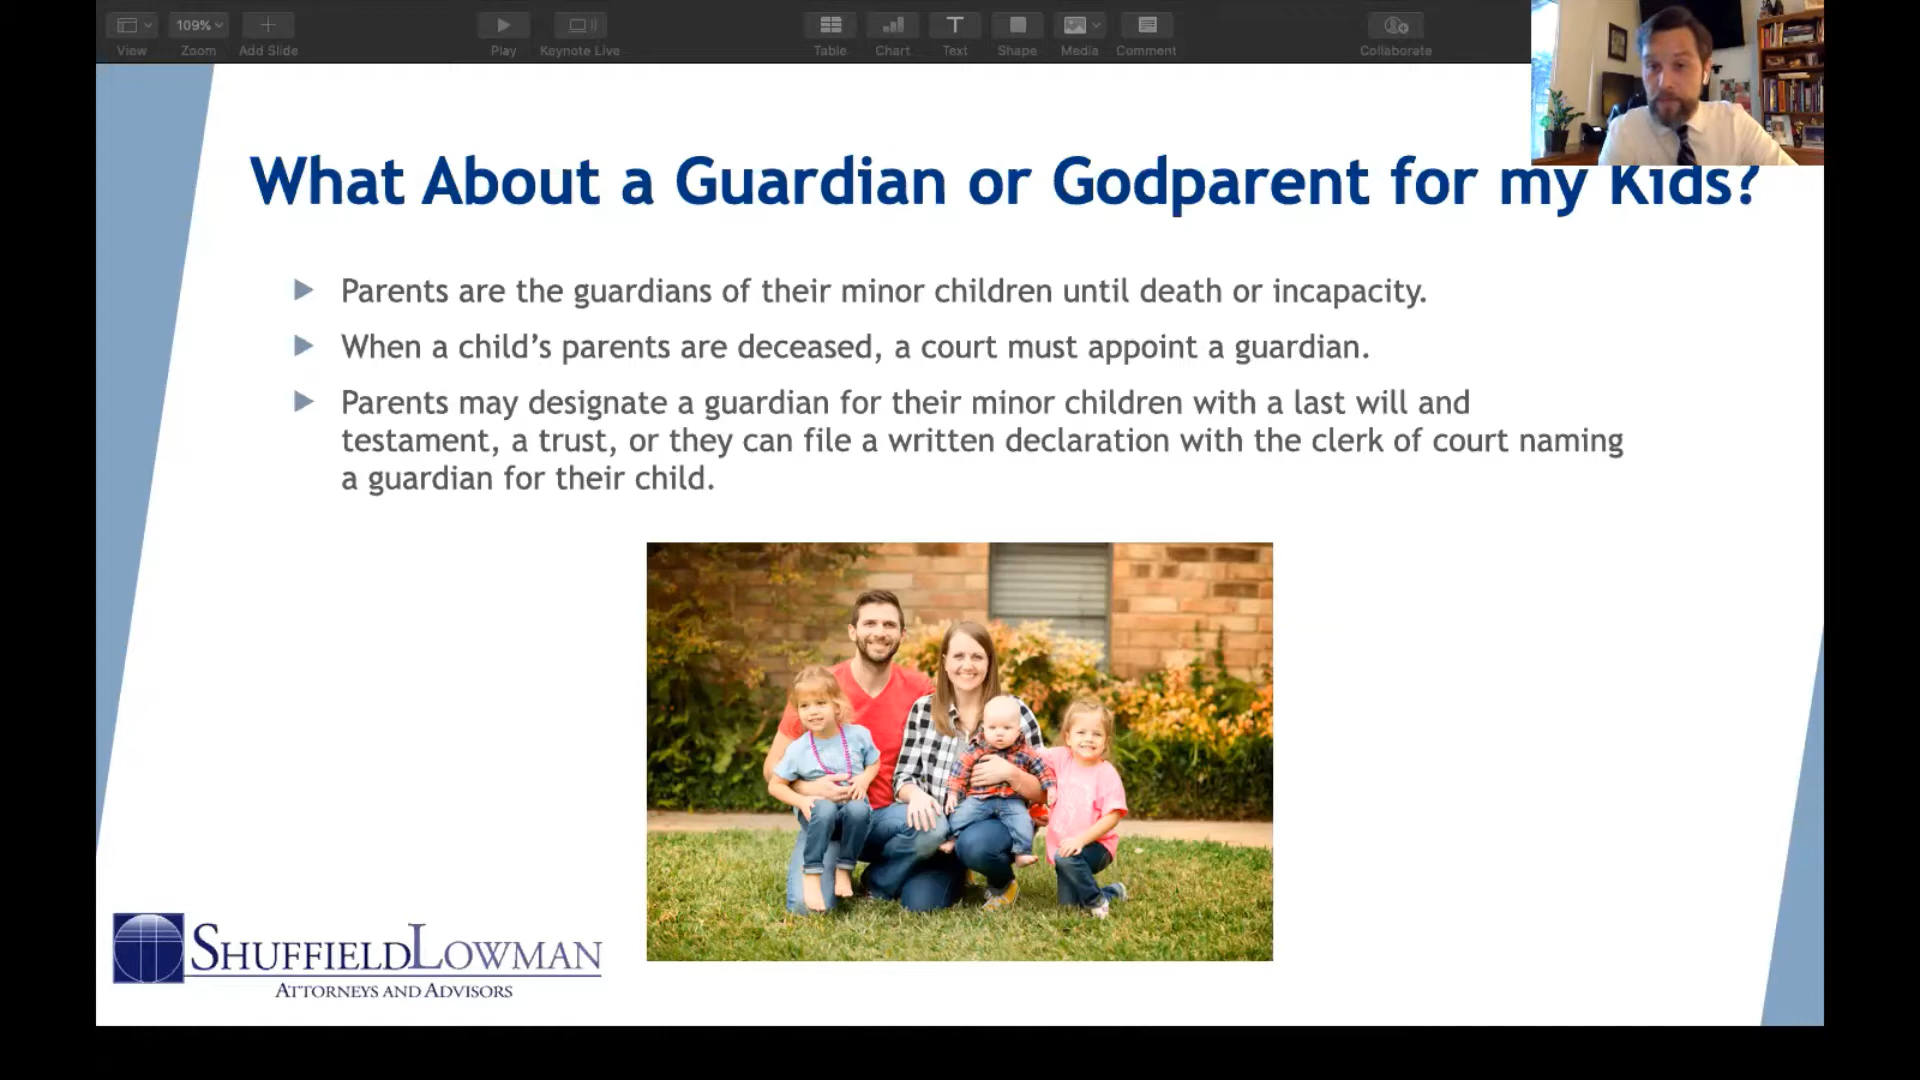 109%
View
Zoom
Add Slide
Play
Keynote Live
Table
Chart
Text
Shape
Media
Comment
Collaborate
What About a Guardian or Godparent for my Kids?
Parents are the guardians of their minor children until death or incapacity.
When a child’s parents are deceased, a court must appoint a guardian.
Parents may designate a guardian for their minor children with a last will and
testament, a trust, or they can file a written declaration with the clerk of court naming
a guardian for their child.
SHUFFIELDLOWMAN
ATTORNEYS AND ADVISORS